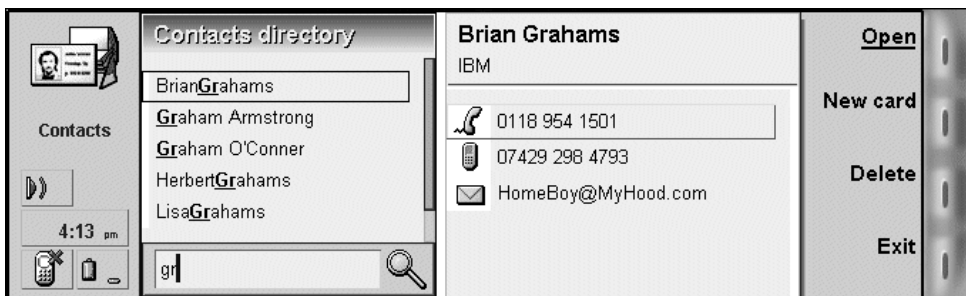 Contacts
4:13 pm
Contacts directory
BrianGrahams
Graham Armstrong
Graham O'Conner
HerbertGrahams
LisaGrahams
gr
Brian Grahams
IBM
0118 954 1501
07429 298 4793
HomeBoy@MyHood.com
Open
New card
Delete
Exit